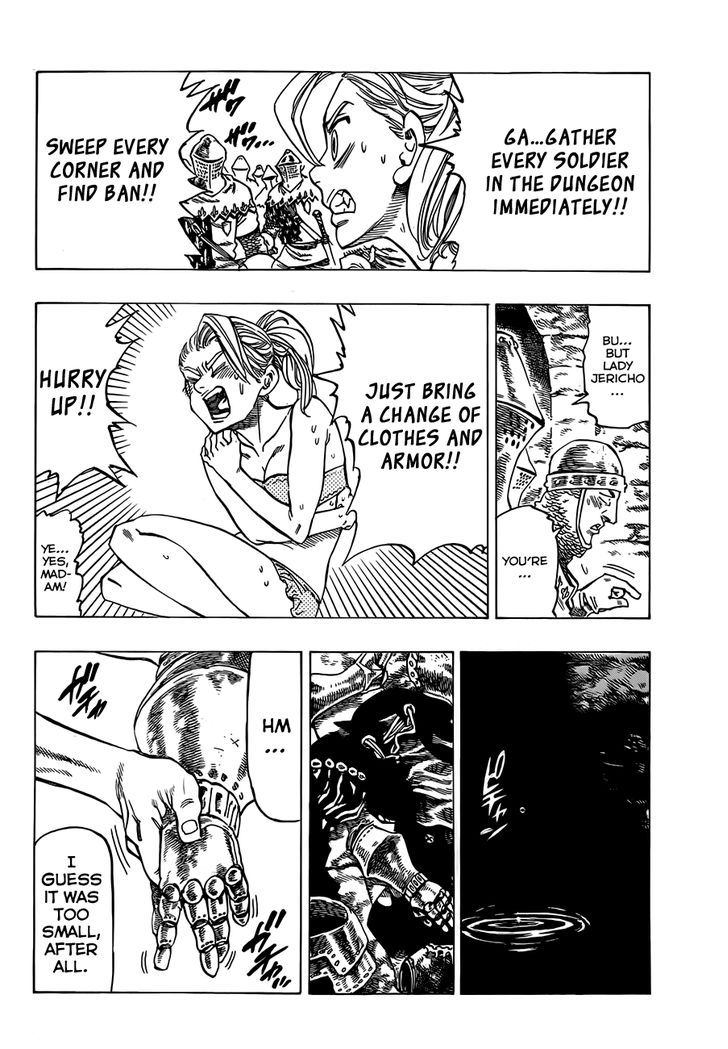 GA...GATHER
EVERY SOLDIER
IN THE DUNGEON
IMMEDIATELY!!
SWEEP EVERY
CORNER AND
FIND BAN!!
BU...
BUT
LADY
JERICHO
...
YOU'RE
...
JUST BRING
A CHANGE OF
CLOTHES AND
ARMOR!!
HURRY
UP!!
YE...
YES,
MAD-
AM!
HM
...
I
GUESS
IT WAS
TOO
SMALL,
AFTER
ALL.